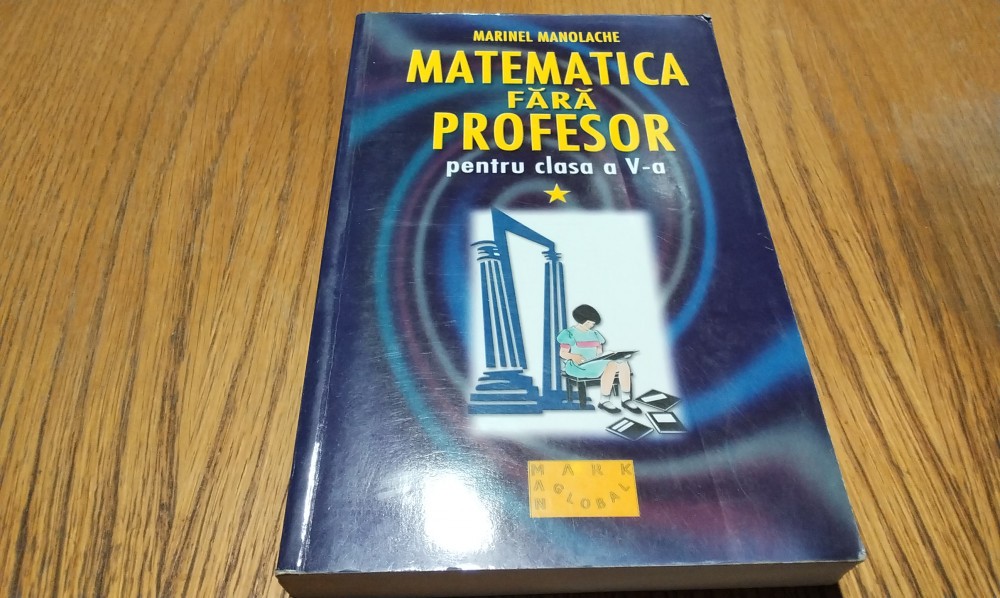 MARINEL MANOLACHE
MATEMATICA
FĂRĂ
PROFESOR
pentru clasa a V-a
MARK
MAN
GLOBAL